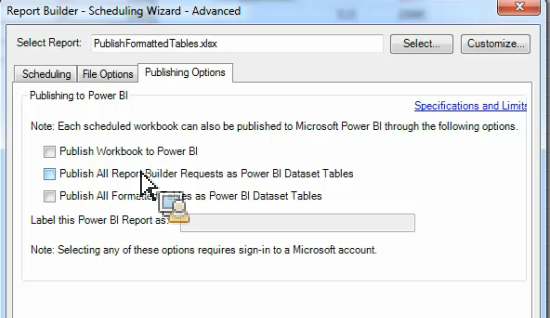 Report Builder - Scheduling Wizard - Advanced
Select Report: PublishFormattedTables.xlsx Select... Customize...
Scheduling File Options Publishing Options
Publishing to Power BI
Specifications and Limits
Note: Each scheduled workbook can also be published to Microsoft Power BI through the following options.
Publish Workbook to Power BI
Publish All Report Builder Requests as Power BI Dataset Tables
Publish All Formatted Tables as Power BI Dataset Tables
Label this Power BI Report as:
Note: Selecting any of these options requires sign-in to a Microsoft account.